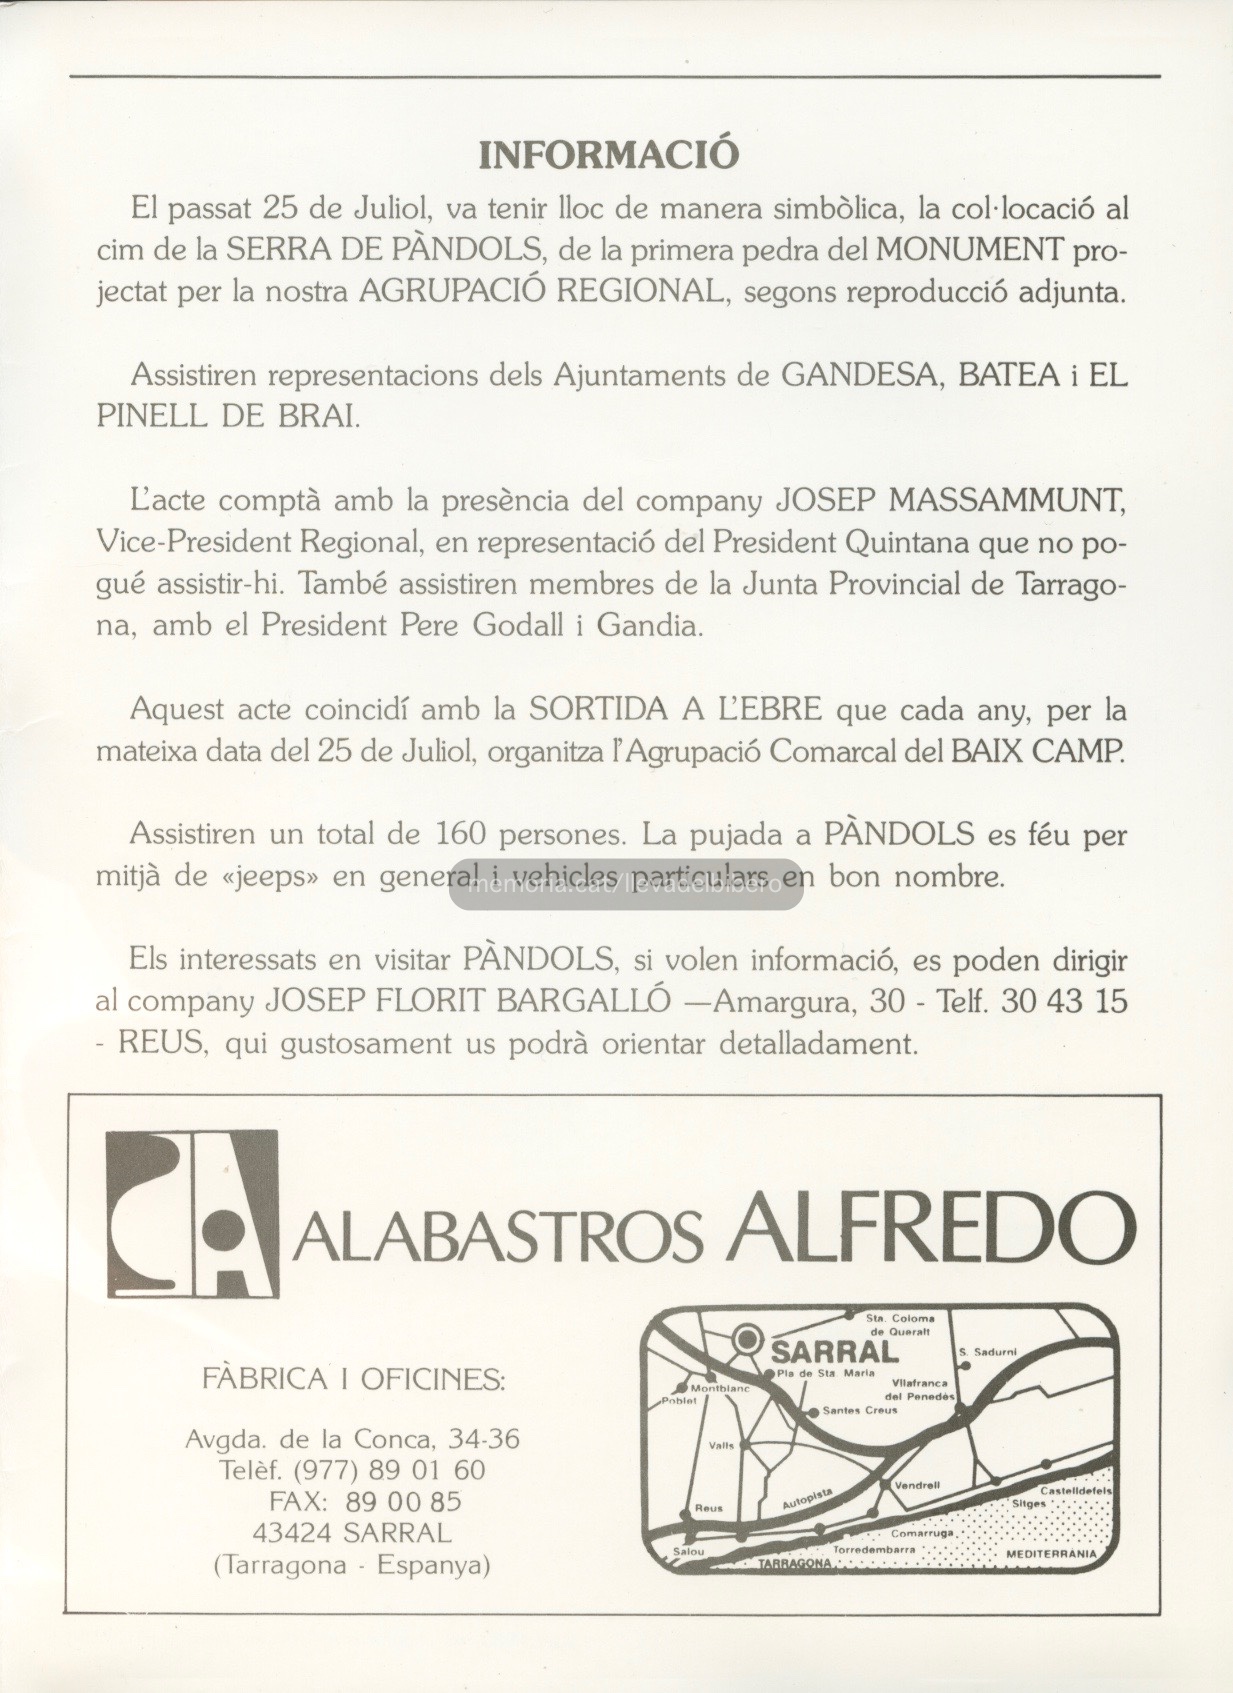 INFORMACIÓ
El passat 25 de Juliol, va tenir lloc de manera simbòlica, la col·locació al
cim de la SERRA DE PÀNDOLS, de la primera pedra del MONUMENT pro-
jectat per la nostra AGRUPACIÓ REGIONAL, segons reproducció adjunta.
Assistiren representacions dels Ajuntaments de GANDESA, BATEA i EL
PINELL DE BRAI.
L'acte comptà amb la presència del company JOSEP MASSAMMUNT,
Vice-President Regional, en representació del President Quintana que no po-
gué assistir-hi. També assistiren membres de la Junta Provincial de Tarrago-
na, amb el President Pere Godall i Gandia.
Aquest acte coincidí amb la SORTIDA A L'EBRE que cada any, per la
mateixa data del 25 de Juliol, organitza l'Agrupació Comarcal del BAIX CAMP.
Assistiren un total de 160 persones. La pujada a PÀNDOLS es féu per
mitjà de «jeeps» en general i vehicles particulars en bon nombre.
memoria.cat/llevadelbibero
Els interessats en visitar PÀNDOLS, si volen informació, es poden dirigir
al company JOSEP FLORIT BARGALLÓ —Amargura, 30 - Telf. 30 43 15
- REUS, qui gustosament us podrà orientar detalladament.
ALABASTROS ALFREDO
FÀBRICA I OFICINES:
Avgda. de la Conca, 34-36
Telèf. (977) 89 01 60
FAX: 89 00 85
43424 SARRAL
(Tarragona - Espanya)
Sta. Coloma
de Queralt
SARRAL
S. Sadurni
Pla de Sta Maria
Montblanc
Vilafranca
del Penedès
Poblet
Santes Creus
Valls
Vendrell
Autopista
Castelldefels
Reus
Sitges
Comarruga
Salou
Torredembarra
MEDITERRANIA
TARRAGONA